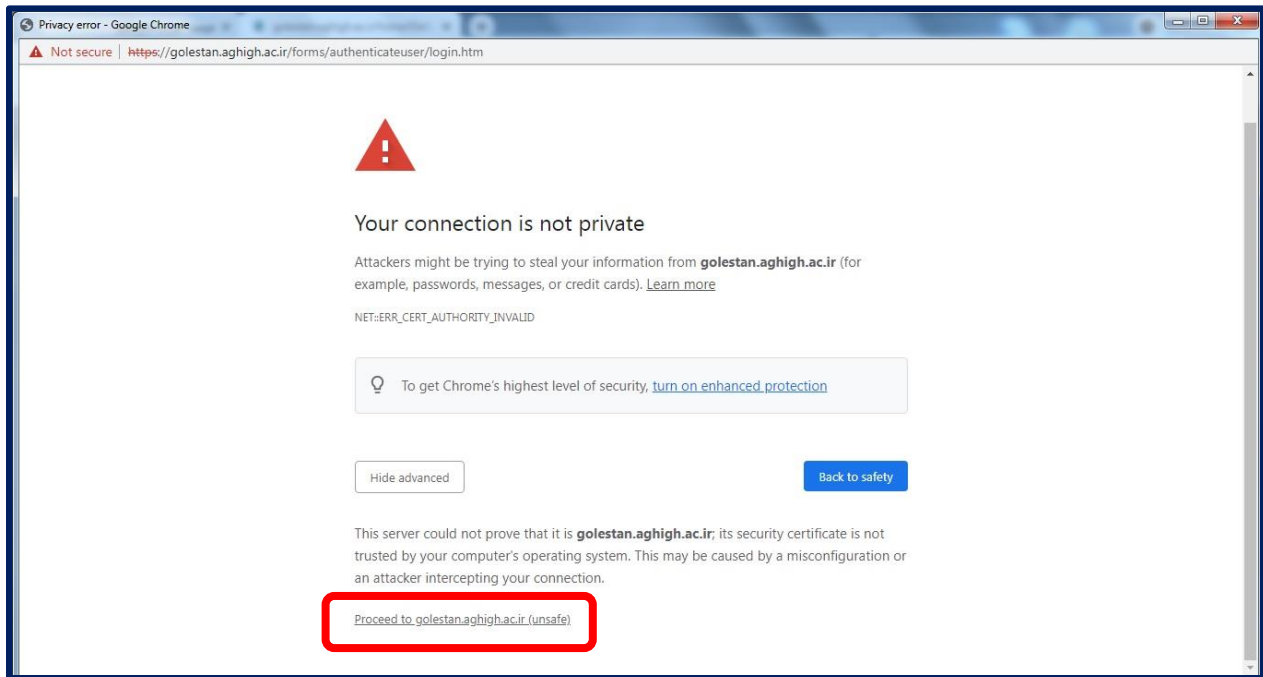 Privacy error - Google Chrome
Not secure | https://golestan.aghigh.ac.ir/forms/authenticateuser/login.htm
Your connection is not private
Attackers might be trying to steal your information from golestan.aghigh.ac.ir (for
example, passwords, messages, or credit cards). Learn more
NET::ERR_CERT_AUTHORITY_INVALID
To get Chrome's highest level of security, turn on enhanced protection
Hide advanced
Back to safety
This server could not prove that it is golestan.aghigh.ac.ir; its security certificate is not
trusted by your computer's operating system. This may be caused by a misconfiguration or
an attacker intercepting your connection.
Proceed to golestan.aghigh.ac.ir (unsafe)